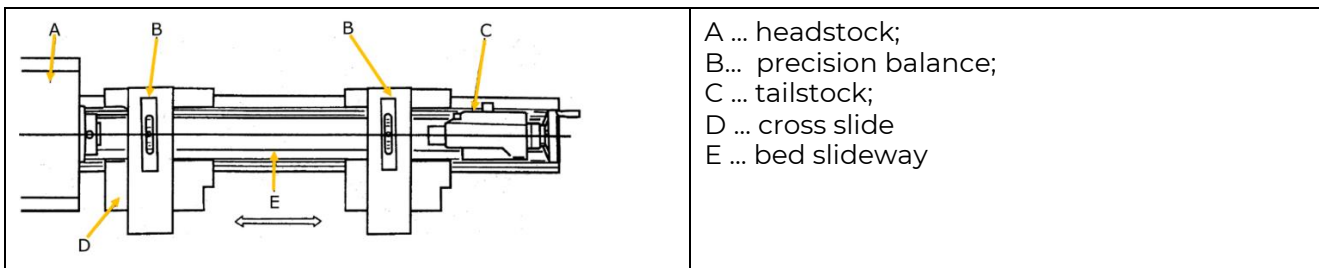 A
B
B
C
D
E
A ... headstock;
B... precision balance;
C ... tailstock;
D ... cross slide
E ... bed slideway